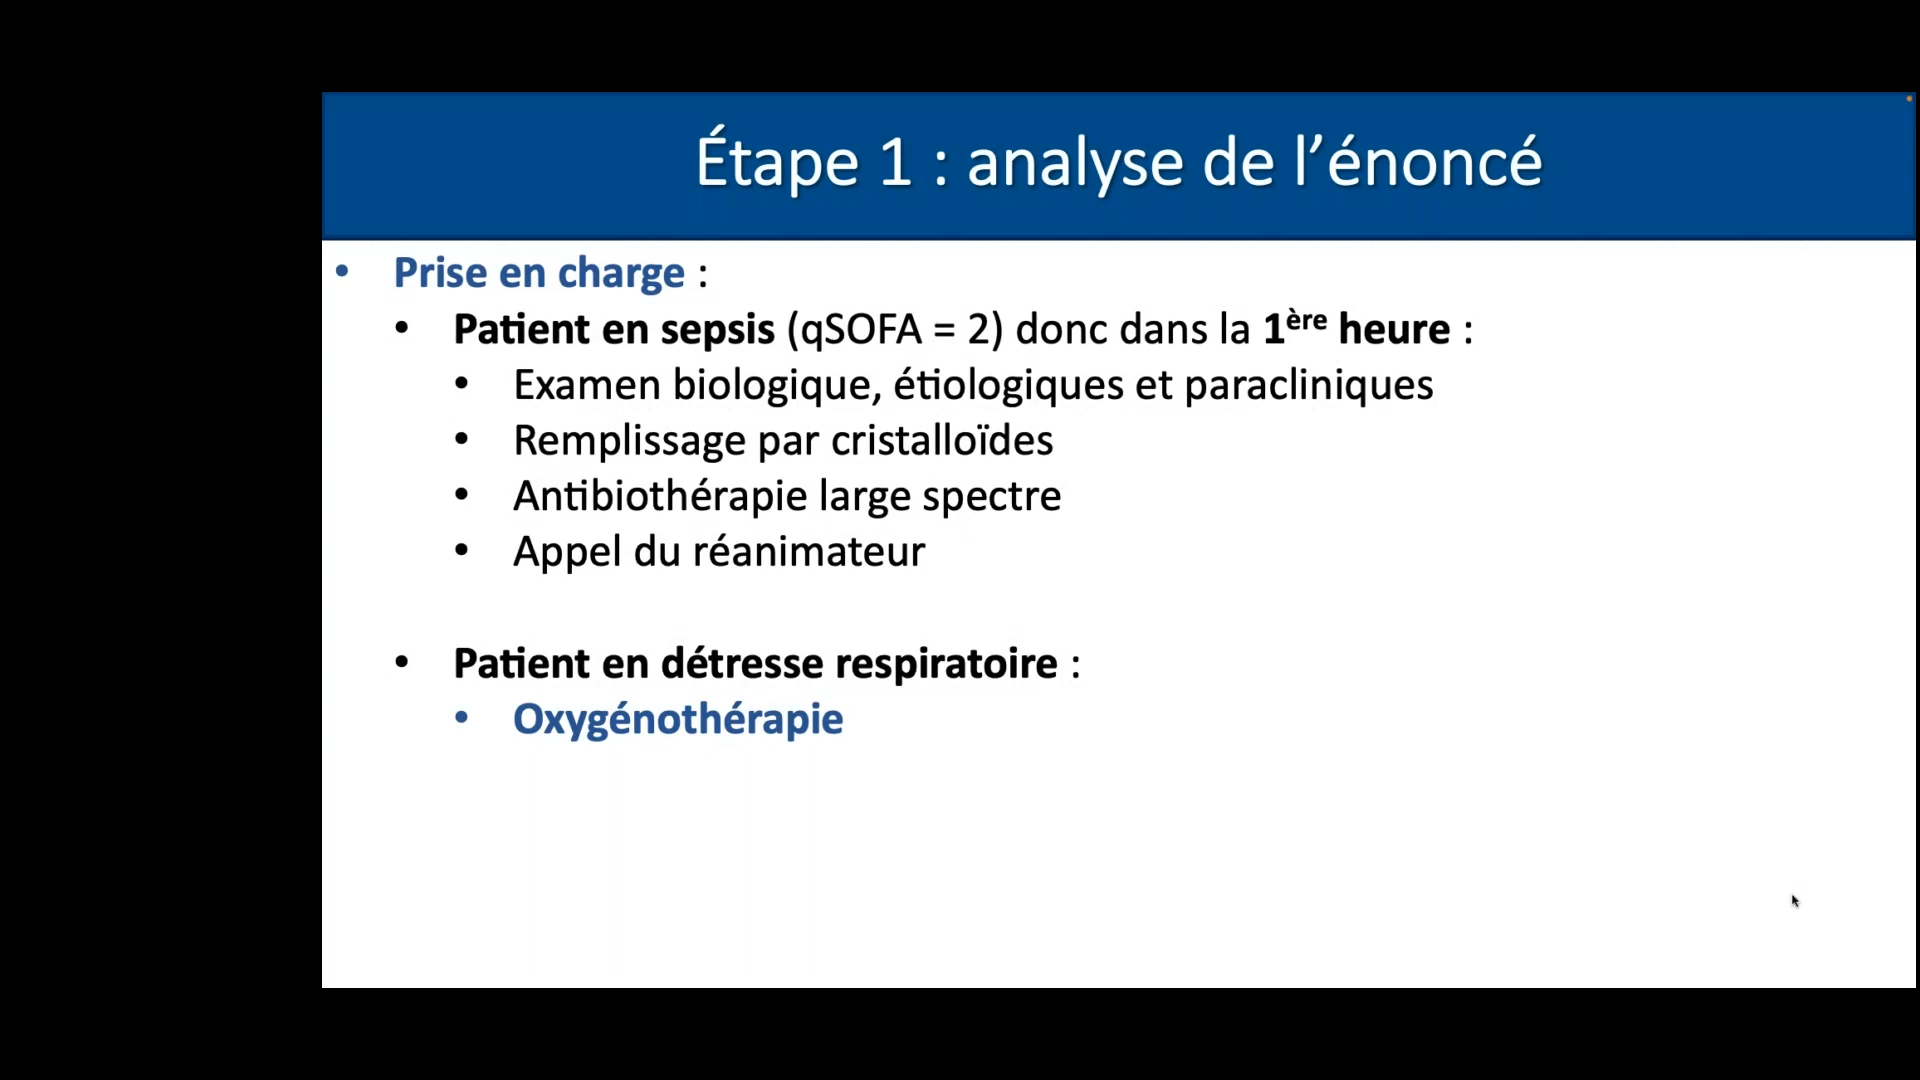 Étape 1 : analyse de l’énoncé
• Prise en charge :
• Patient en sepsis (qSOFA = 2) donc dans la 1ère heure :
• Examen biologique, étiologiques et paracliniques
• Remplissage par cristalloïdes
• Antibiothérapie large spectre
• Appel du réanimateur
• Patient en détresse respiratoire :
• Oxygénothérapie